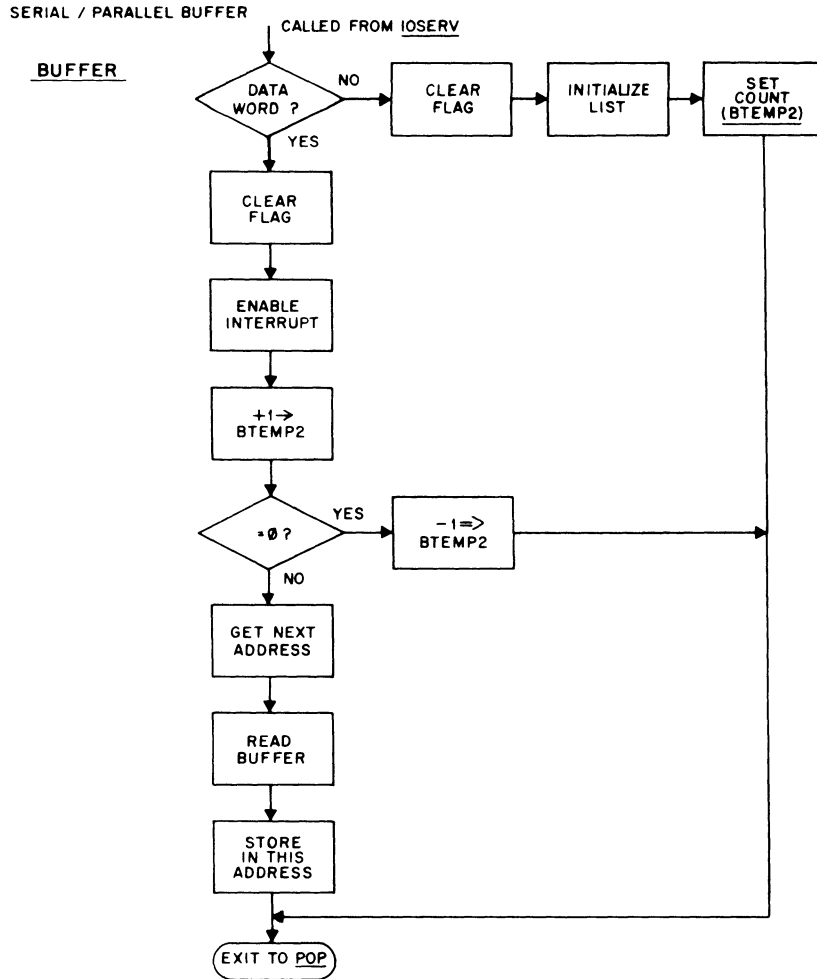 SERIAL / PARALLEL BUFFER
CALLED FROM IOSERV
BUFFER
DATA
WORD ?
NO
CLEAR
FLAG
INITIALIZE
LIST
SET
COUNT
(BTEMP2)
YES
CLEAR
FLAG
ENABLE
INTERRUPT
+1→
BTEMP2
=Ø ?
YES
-1=>
BTEMP2
NO
GET NEXT
ADDRESS
READ
BUFFER
STORE
IN THIS
ADDRESS
EXIT TO POP